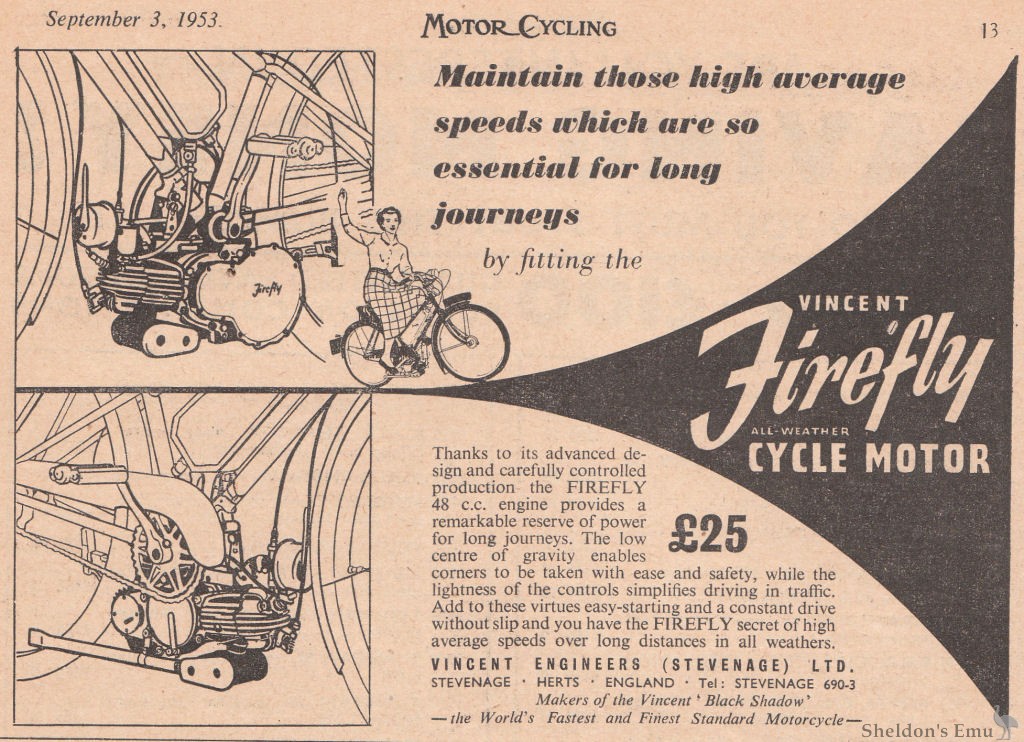 September 3, 1953.
MOTOR CYCLING
13
Maintain those high average
speeds which are so
essential for long
journeys
by fitting the
Firefly
VINCENT
Firefly
ALL-WEATHER
CYCLE MOTOR
Thanks to its advanced de-
sign and carefully controlled
production the FIREFLY
48 c.c. engine provides a
remarkable reserve of power
for long journeys. The low
centre of gravity enables
corners to be taken with ease and safety, while the
lightness of the controls simplifies driving in traffic.
Add to these virtues easy-starting and a constant drive
without slip and you have the FIREFLY secret of high
average speeds over long distances in all weathers.
£25
VINCENT ENGINEERS (STEVENAGE) LTD.
STEVENAGE · HERTS · ENGLAND · Tel: STEVENAGE 690-3
Makers of the Vincent ' Black Shadow'
—the World's Fastest and Finest Standard Motorcycle—
Sheldon's Emu